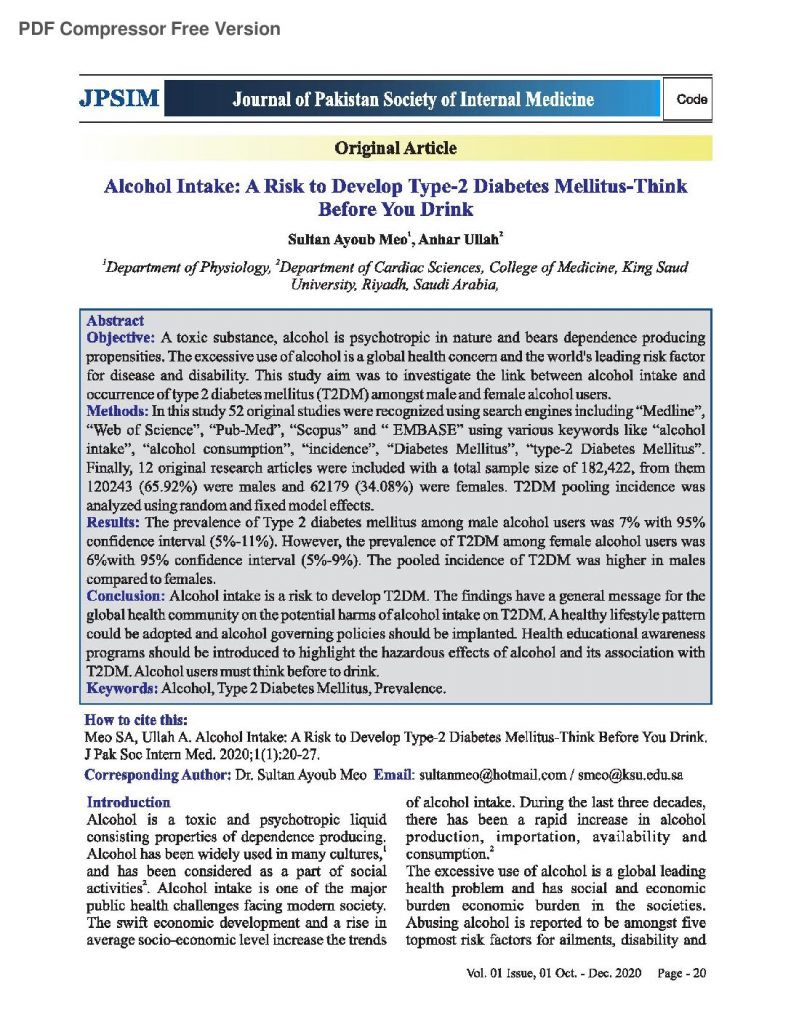 PDF Compressor Free Version
JPSIM
Journal of Pakistan Society of Internal Medicine
Code
Original Article
Alcohol Intake: A Risk to Develop Type-2 Diabetes Mellitus-Think
Before You Drink
Sultan Ayoub Meo¹, Anhar Ullah²
¹Department of Physiology, ²Department of Cardiac Sciences, College of Medicine, King Saud
University, Riyadh, Saudi Arabia,
Abstract
Objective: A toxic substance, alcohol is psychotropic in nature and bears dependence producing
propensities. The excessive use of alcohol is a global health concern and the world's leading risk factor
for disease and disability. This study aim was to investigate the link between alcohol intake and
occurrence of type 2 diabetes mellitus (T2DM) amongst male and female alcohol users.
Methods: In this study 52 original studies were recognized using search engines including “Medline”,
“Web of Science”, “Pub-Med”, “Scopus” and “ EMBASE” using various keywords like “alcohol
intake”, “alcohol consumption”, “incidence”, “Diabetes Mellitus”, “type-2 Diabetes Mellitus”.
Finally, 12 original research articles were included with a total sample size of 182,422, from them
120243 (65.92%) were males and 62179 (34.08%) were females. T2DM pooling incidence was
analyzed using random and fixed model effects.
Results: The prevalence of Type 2 diabetes mellitus among male alcohol users was 7% with 95%
confidence interval (5%-11%). However, the prevalence of T2DM among female alcohol users was
6%with 95% confidence interval (5%-9%). The pooled incidence of T2DM was higher in males
compared to females.
Conclusion: Alcohol intake is a risk to develop T2DM. The findings have a general message for the
global health community on the potential harms of alcohol intake on T2DM. A healthy lifestyle pattern
could be adopted and alcohol governing policies should be implanted. Health educational awareness
programs should be introduced to highlight the hazardous effects of alcohol and its association with
T2DM. Alcohol users must think before to drink.
Keywords: Alcohol, Type 2 Diabetes Mellitus, Prevalence.
How to cite this:
Meo SA, Ullah A. Alcohol Intake: A Risk to Develop Type-2 Diabetes Mellitus-Think Before You Drink.
J Pak Soc Intern Med. 2020;1(1):20-27.
Corresponding Author: Dr. Sultan Ayoub Meo Email: sultanmeo@hotmail.com / smeo@ksu.edu.sa
Introduction
Alcohol is a toxic and psychotropic liquid
consisting properties of dependence producing.
Alcohol has been widely used in many cultures,¹
and has been considered as a part of social
activities². Alcohol intake is one of the major
public health challenges facing modern society.
The swift economic development and a rise in
average socio-economic level increase the trends
of alcohol intake. During the last three decades,
there has been a rapid increase in alcohol
production, importation, availability and
consumption.²
The excessive use of alcohol is a global leading
health problem and has social and economic
burden economic burden in the societies.
Abusing alcohol is reported to be amongst five
topmost risk factors for ailments, disability and
Vol. 01 Issue, 01 Oct. - Dec. 2020 Page - 20